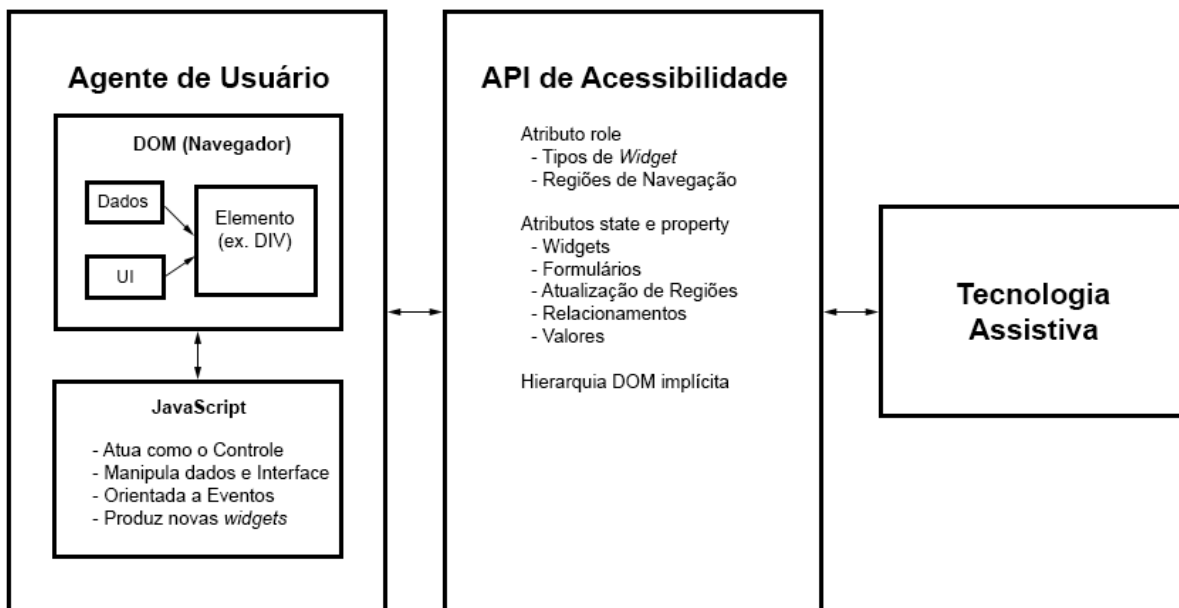 Agente de Usuário
DOM (Navegador)
Dados
UI
Elemento
(ex. DIV)
JavaScript
- Atua como o Controle
- Manipula dados e Interface
- Orientada a Eventos
- Produz novas widgets
API de Acessibilidade
Atributo role
- Tipos de Widget
- Regiões de Navegação
Atributos state e property
- Widgets
- Formulários
- Atualização de Regiões
- Relacionamentos
- Valores
Hierarquia DOM implícita
Tecnologia
Assistiva